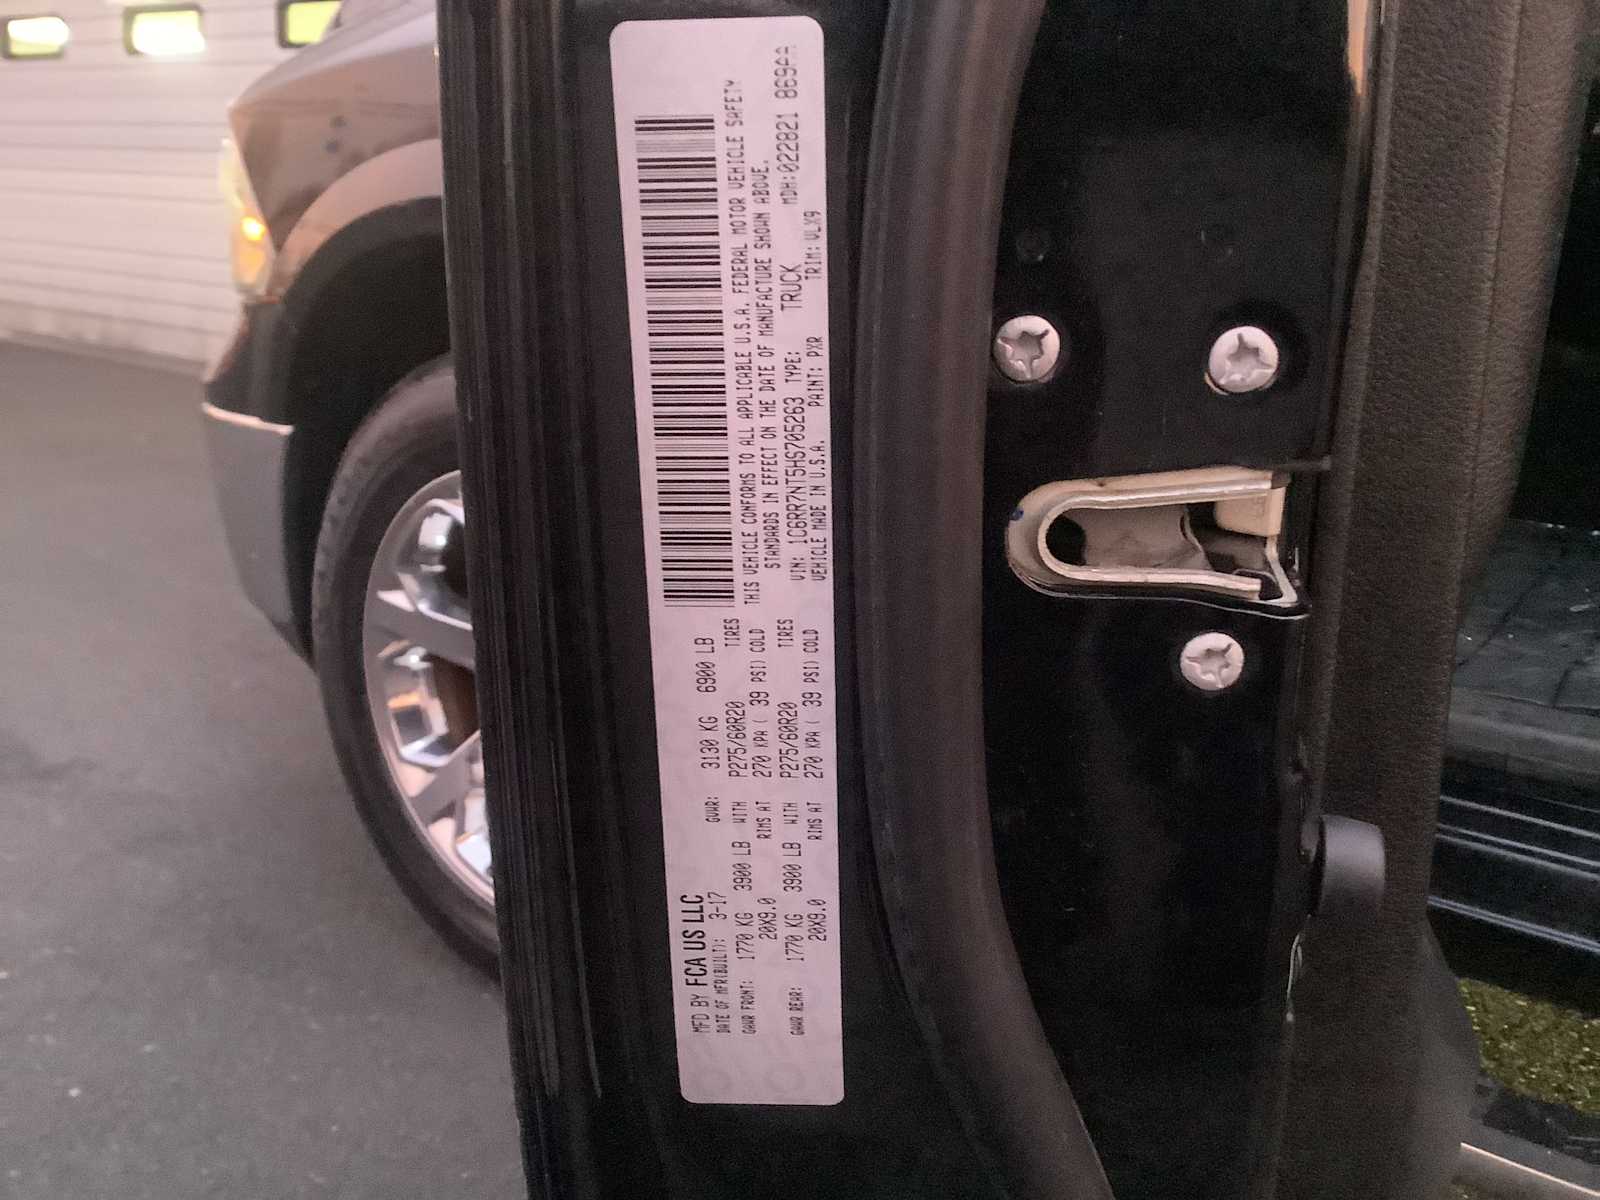 MFD BY FCA US LLC
DATE OF MFR(BUILT): 3-17 GVWR: 3130 KG 6900 LB
GAWR FRONT: 1770 KG 3900 LB WITH P275/60R20 TIRES
20X9.0 RIMS AT 270 KPA ( 39 PSI) COLD
GAWR REAR: 1770 KG 3900 LB WITH P275/60R20 TIRES
20X9.0 RIMS AT 270 KPA ( 39 PSI) COLD
THIS VEHICLE CONFORMS TO ALL APPLICABLE U.S.A. FEDERAL MOTOR VEHICLE SAFETY
STANDARDS IN EFFECT ON THE DATE OF MANUFACTURE SHOWN ABOVE.
VIN: 1C6RR7NT5HS705263 TYPE: TRUCK MDH:022821 869AA
VEHICLE MADE IN U.S.A. PAINT: PXR TRIM: VLX9